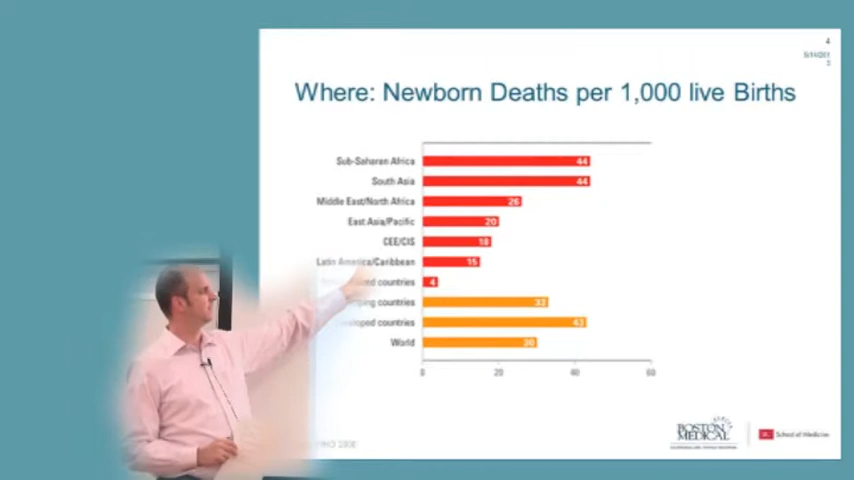 4
Where: Newborn Deaths per 1,000 live Births
Sub-Saharan Africa 44
South Asia 44
Middle East/North Africa 26
East Asia/Pacific 20
CEE/CIS 18
Latin America/Caribbean 15
countries 4
countries 33
countries 43
World 30
0 20 40 60
BOSTON
MEDICAL
School of Medicine